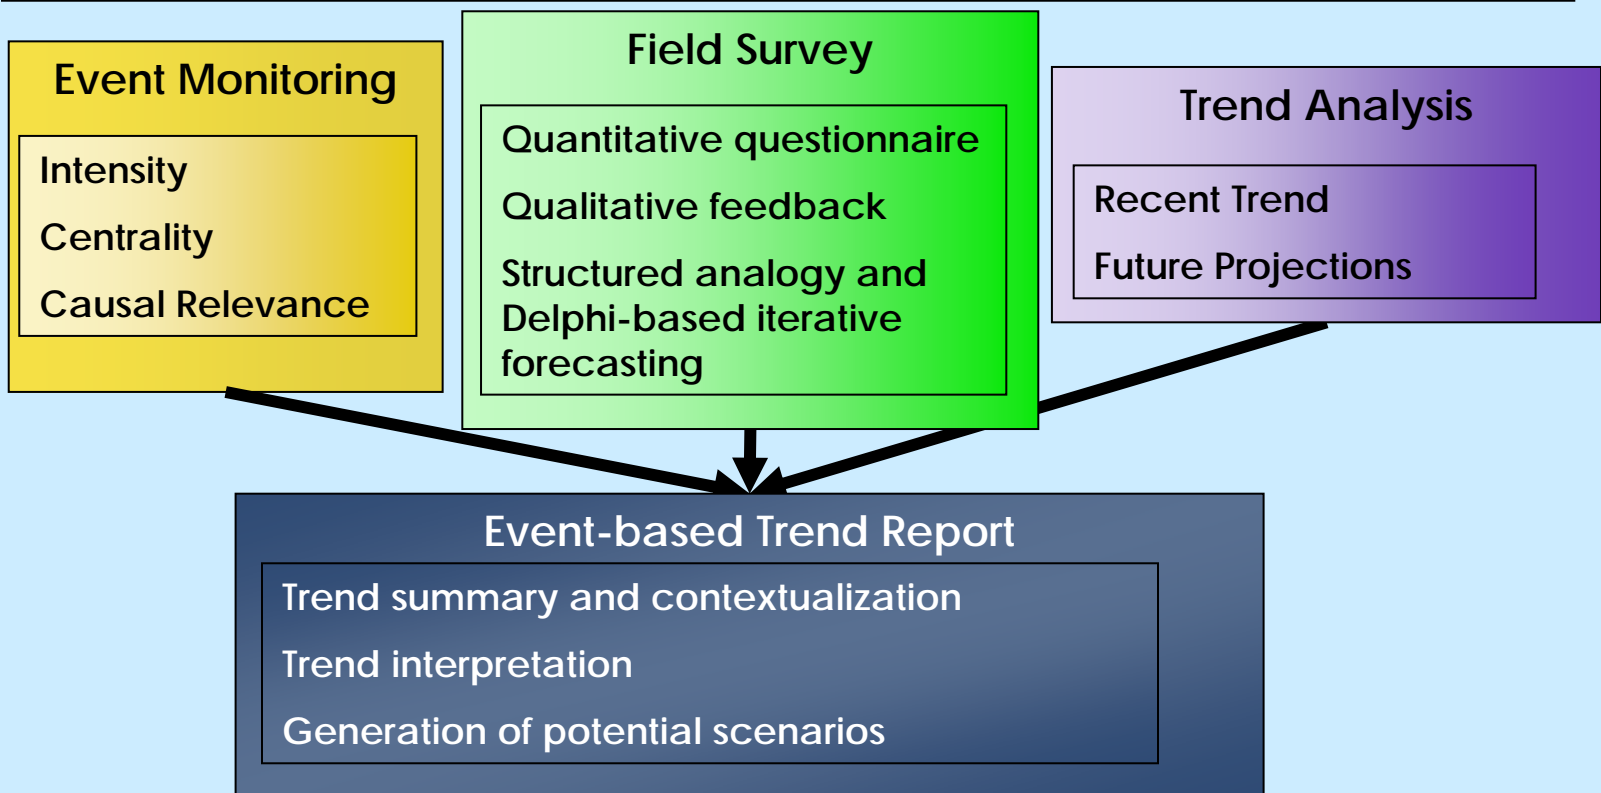 Event Monitoring
Intensity
Centrality
Causal Relevance
Field Survey
Quantitative questionnaire
Qualitative feedback
Structured analogy and
Delphi-based iterative
forecasting
Trend Analysis
Recent Trend
Future Projections
Event-based Trend Report
Trend summary and contextualization
Trend interpretation
Generation of potential scenarios